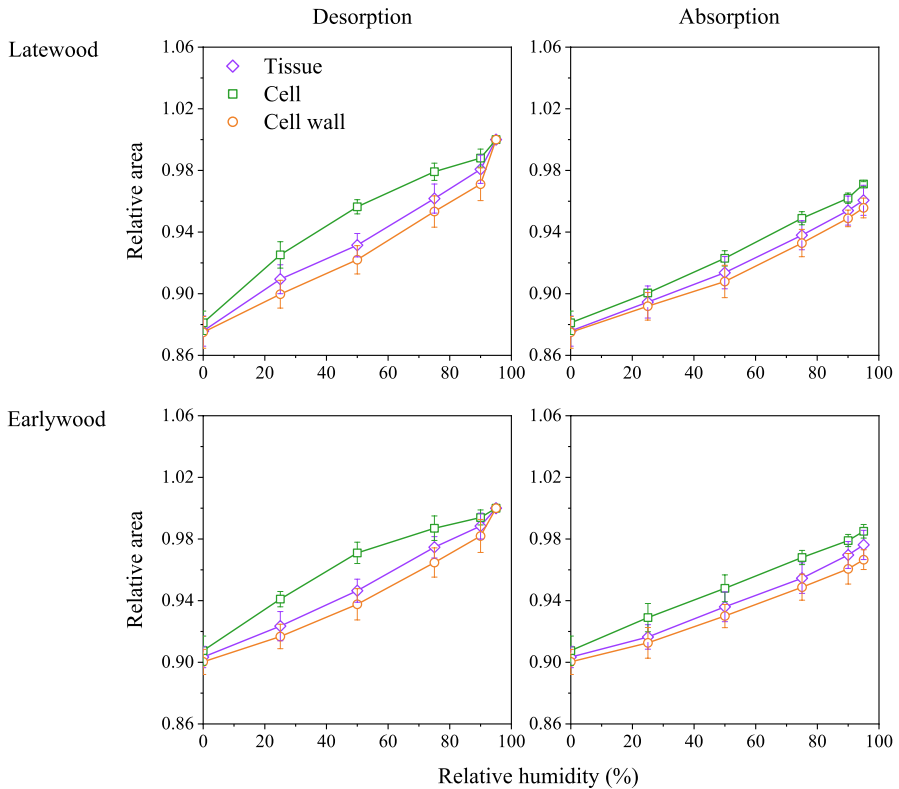 Desorption
Absorption
Latewood
1.06
1.02
0.98
0.94
0.90
0.86
Relative area
Tissue
Cell
Cell wall
0 20 40 60 80 100
1.06
1.02
0.98
0.94
0.90
0.86
0 20 40 60 80 100
Earlywood
1.06
1.02
0.98
0.94
0.90
0.86
Relative area
0 20 40 60 80 100
1.06
1.02
0.98
0.94
0.90
0.86
0 20 40 60 80 100
Relative humidity (%)